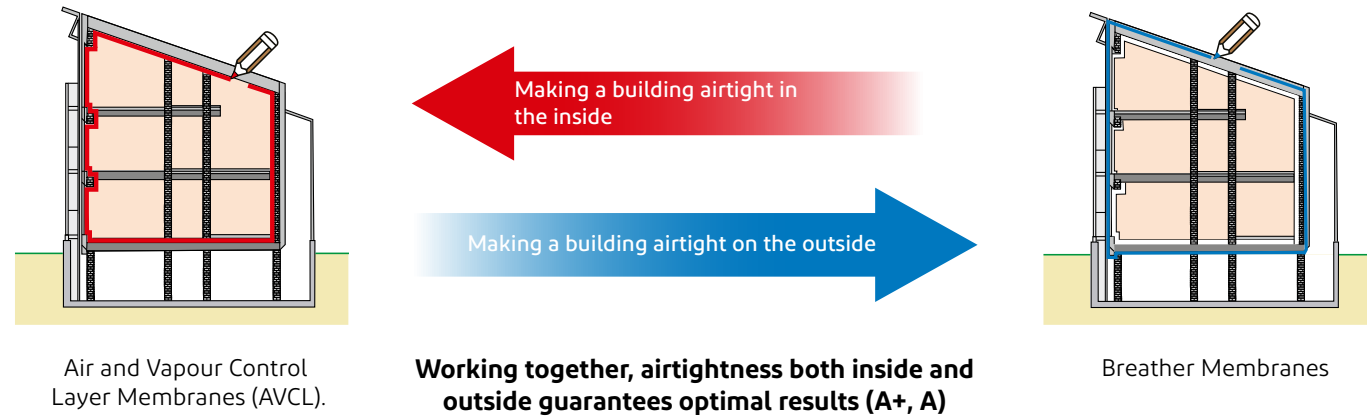 Making a building airtight in
the inside
Making a building airtight on the outside
Air and Vapour Control
Layer Membranes (AVCL).
Working together, airtightness both inside and
outside guarantees optimal results (A+, A)
Breather Membranes